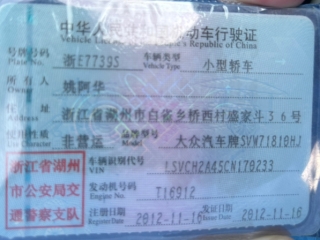 中华人民共和国机动车行驶证
Vehicle License of the People's Republic of China
号牌号码 Plate No. 浙E77395 车辆类型 Vehicle Type 小型轿车
所有人 Owner 姚阿华
住址 浙江省湖州市白雀乡桥西村盛家斗36号
使用性质 Use Character 非营运 品牌型号 Model 大众汽车牌SVW71810HJ
浙江省湖州
市公安局交
通警察支队
车辆识别代号 VIN LSVCH2A45CN170233
发动机号码 Engine No. T16912
注册日期 Register Date 2012-11-16 发证日期 Issue Date 2012-11-16